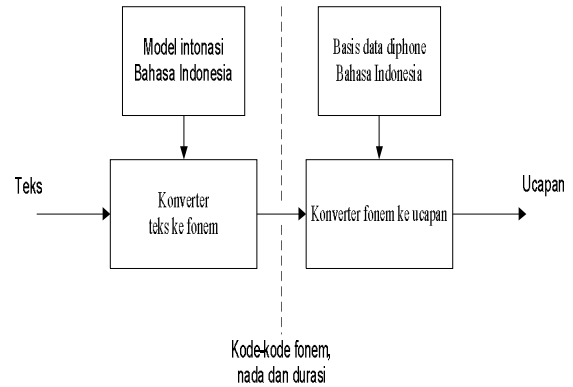 Model intonasi
Bahasa Indonesia
Basis data diphone
Bahasa Indonesia
Teks
Konverter
teks ke fonem
Konverter fonem ke ucapan
Ucapan
Kode-kode fonem,
nada dan durasi